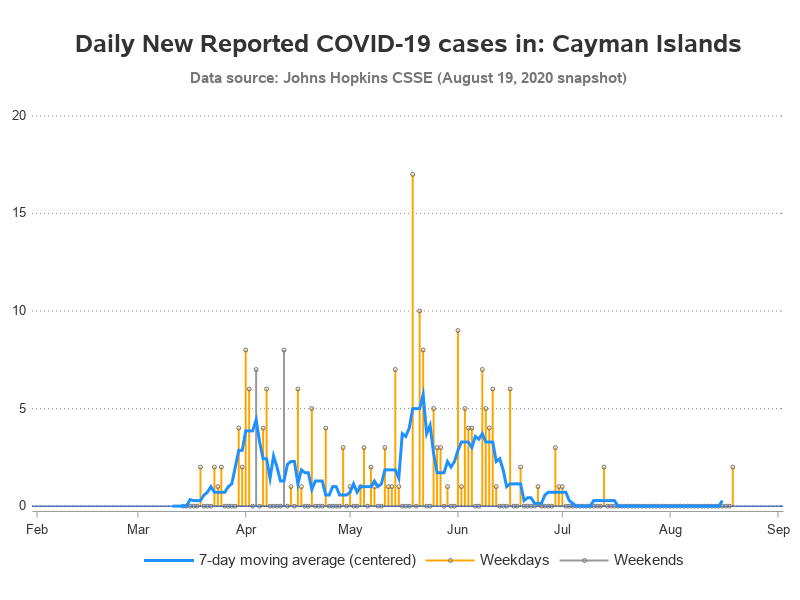 Daily New Reported COVID-19 cases in: Cayman Islands
Data source: Johns Hopkins CSSE (August 19, 2020 snapshot)
20
15
10
5
0
Feb Mar Apr May Jun Jul Aug Sep
7-day moving average (centered) Weekdays Weekends